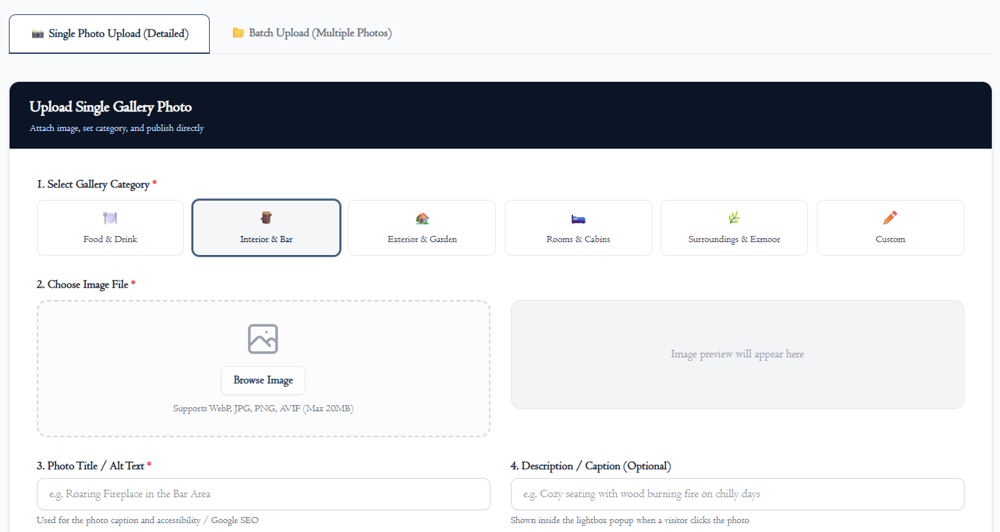 Single Photo Upload (Detailed)
Batch Upload (Multiple Photos)
Upload Single Gallery Photo
Attach image, set category, and publish directly
1. Select Gallery Category *
Food & Drink
Interior & Bar
Exterior & Garden
Rooms & Cabins
Surroundings & Exmoor
Custom
2. Choose Image File *
Browse Image
Supports WebP, JPG, PNG, AVIF (Max 20MB)
Image preview will appear here
3. Photo Title / Alt Text *
e.g. Roaring Fireplace in the Bar Area
Used for the photo caption and accessibility / Google SEO
4. Description / Caption (Optional)
e.g. Cozy seating with wood burning fire on chilly days
Shown inside the lightbox popup when a visitor clicks the photo